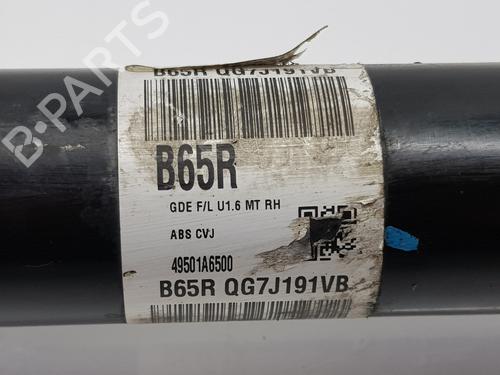 B65R QG7J191VB
B65R
GDE F/L U1.6 MT RH
ABS CVJ
49501A6500
B65R QG7J191VB
B-PARTS